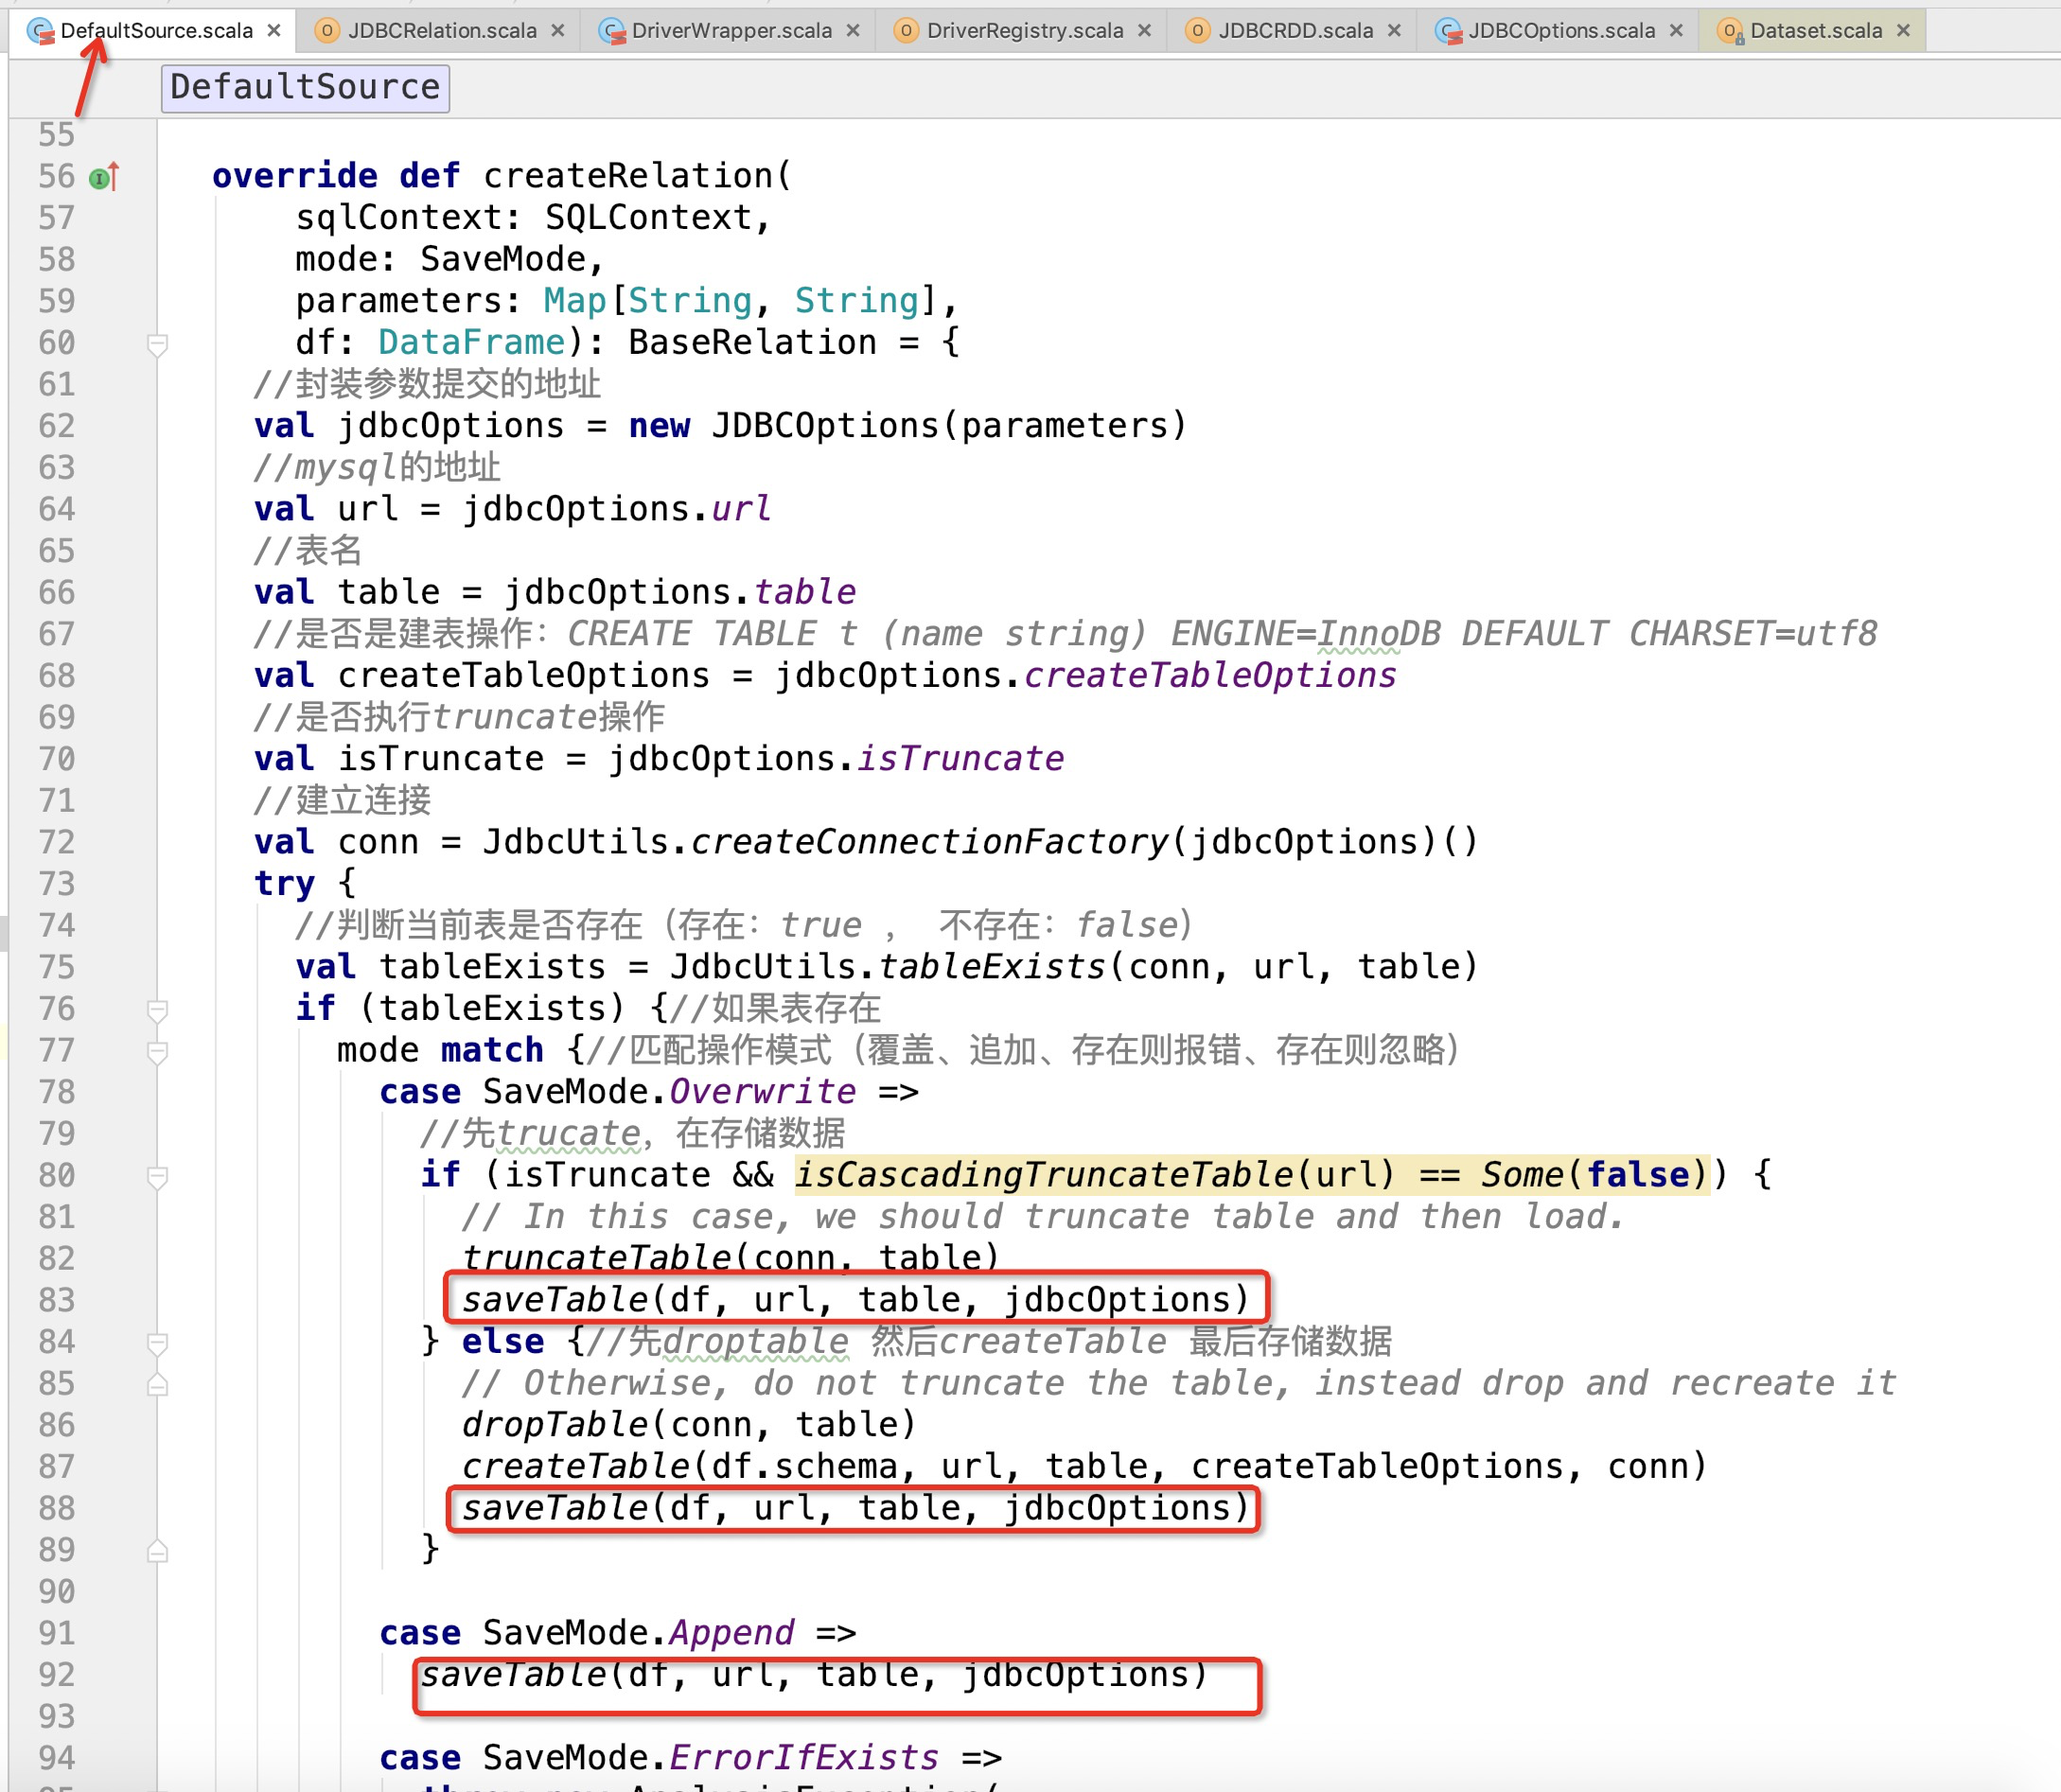 DefaultSource.scala × JDBCRelation.scala × DriverWrapper.scala × DriverRegistry.scala × JDBCRDD.scala × JDBCOptions.scala × Dataset.scala ×
DefaultSource
55
56 override def createRelation(
57 sqlContext: SQLContext,
58 mode: SaveMode,
59 parameters: Map[String, String],
60 df: DataFrame): BaseRelation = {
61 //封装参数提交的地址
62 val jdbcOptions = new JDBCOptions(parameters)
63 //mysql的地址
64 val url = jdbcOptions.url
65 //表名
66 val table = jdbcOptions.table
67 //是否是建表操作：CREATE TABLE t (name string) ENGINE=InnoDB DEFAULT CHARSET=utf8
68 val createTableOptions = jdbcOptions.createTableOptions
69 //是否执行truncate操作
70 val isTruncate = jdbcOptions.isTruncate
71 //建立连接
72 val conn = JdbcUtils.createConnectionFactory(jdbcOptions)()
73 try {
74 //判断当前表是否存在（存在：true ， 不存在：false）
75 val tableExists = JdbcUtils.tableExists(conn, url, table)
76 if (tableExists) {//如果表存在
77 mode match {//匹配操作模式（覆盖、追加、存在则报错、存在则忽略）
78 case SaveMode.Overwrite =>
79 //先trucate，在存储数据
80 if (isTruncate && isCascadingTruncateTable(url) == Some(false)) {
81 // In this case, we should truncate table and then load.
82 truncateTable(conn, table)
83 saveTable(df, url, table, jdbcOptions)
84 } else {//先droptable 然后createTable 最后存储数据
85 // Otherwise, do not truncate the table, instead drop and recreate it
86 dropTable(conn, table)
87 createTable(df.schema, url, table, createTableOptions, conn)
88 saveTable(df, url, table, jdbcOptions)
89 }
90
91 case SaveMode.Append =>
92 saveTable(df, url, table, jdbcOptions)
93
94 case SaveMode.ErrorIfExists =>
95 throw new AnalysisException(